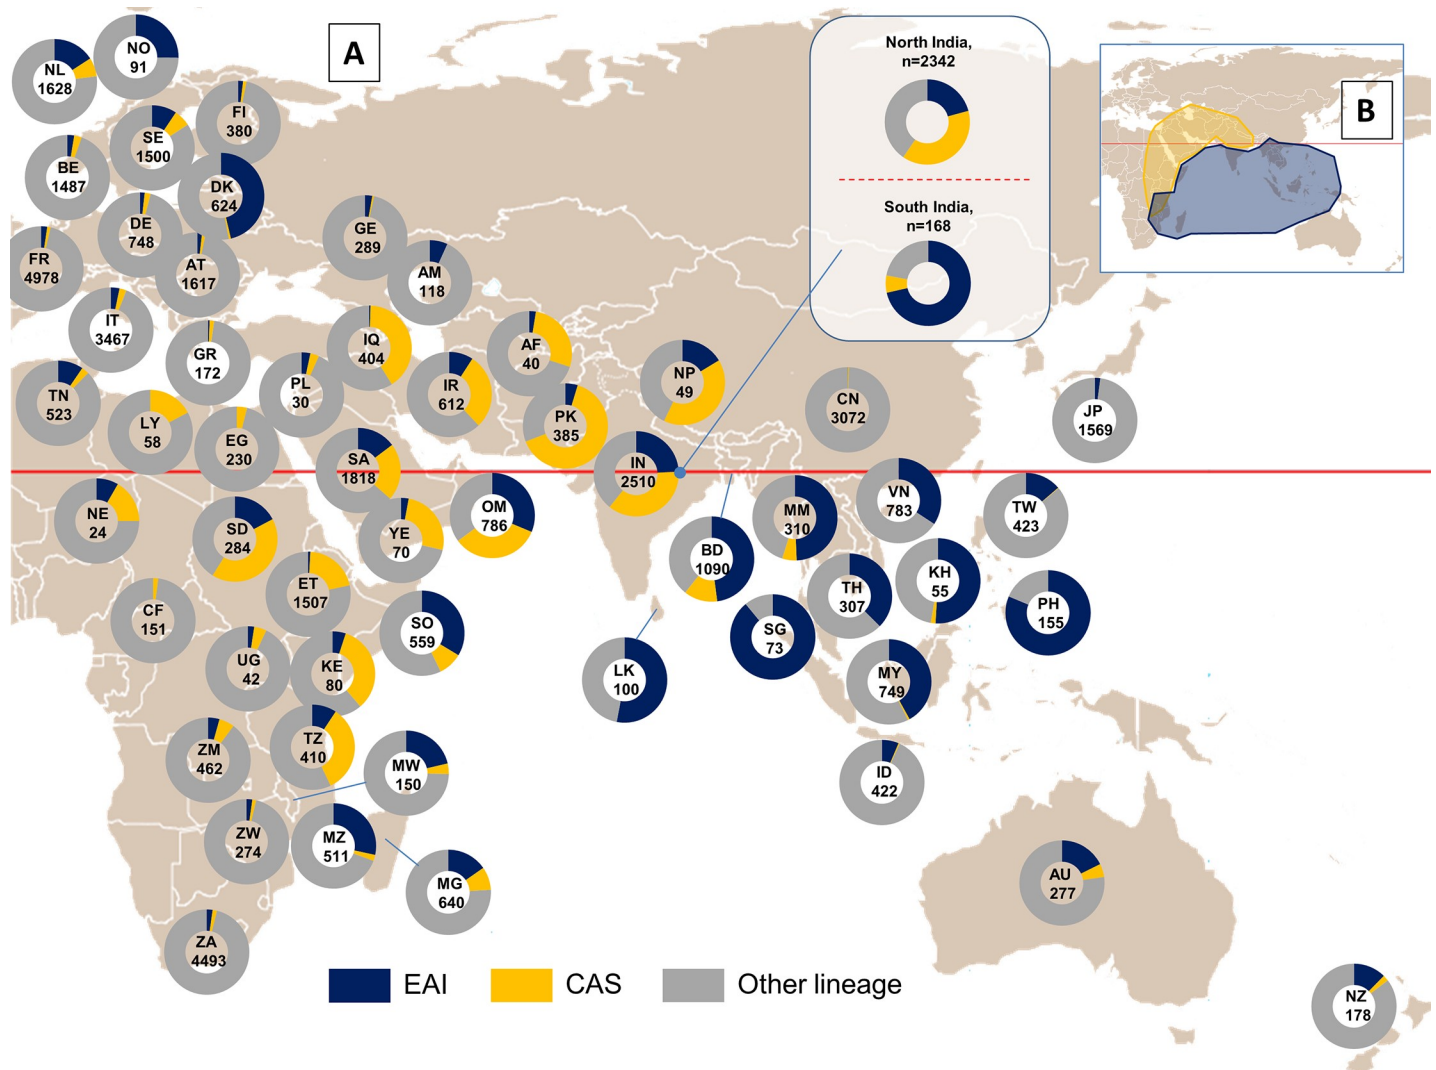 A
North India,
n=2342
South India,
n=168
B
NO
91
NL
1628
FI
380
SE
1500
BE
1487
DK
624
DE
748
GE
289
FR
4978
AT
1617
AM
118
IT
3467
GR
172
IQ
404
AF
40
PL
30
IR
612
NP
49
CN
3072
JP
1569
TN
523
LY
58
EG
230
PK
385
SA
1818
IN
2510
NE
24
SD
284
YE
70
OM
786
MM
310
VN
783
TW
423
BD
1090
ET
1507
TH
307
KH
55
PH
155
CF
151
SO
559
SG
73
UG
42
KE
80
LK
100
MY
749
ZM
462
TZ
410
MW
150
ID
422
ZW
274
MZ
511
MG
640
AU
277
ZA
4493
NZ
178
EAI
CAS
Other lineage